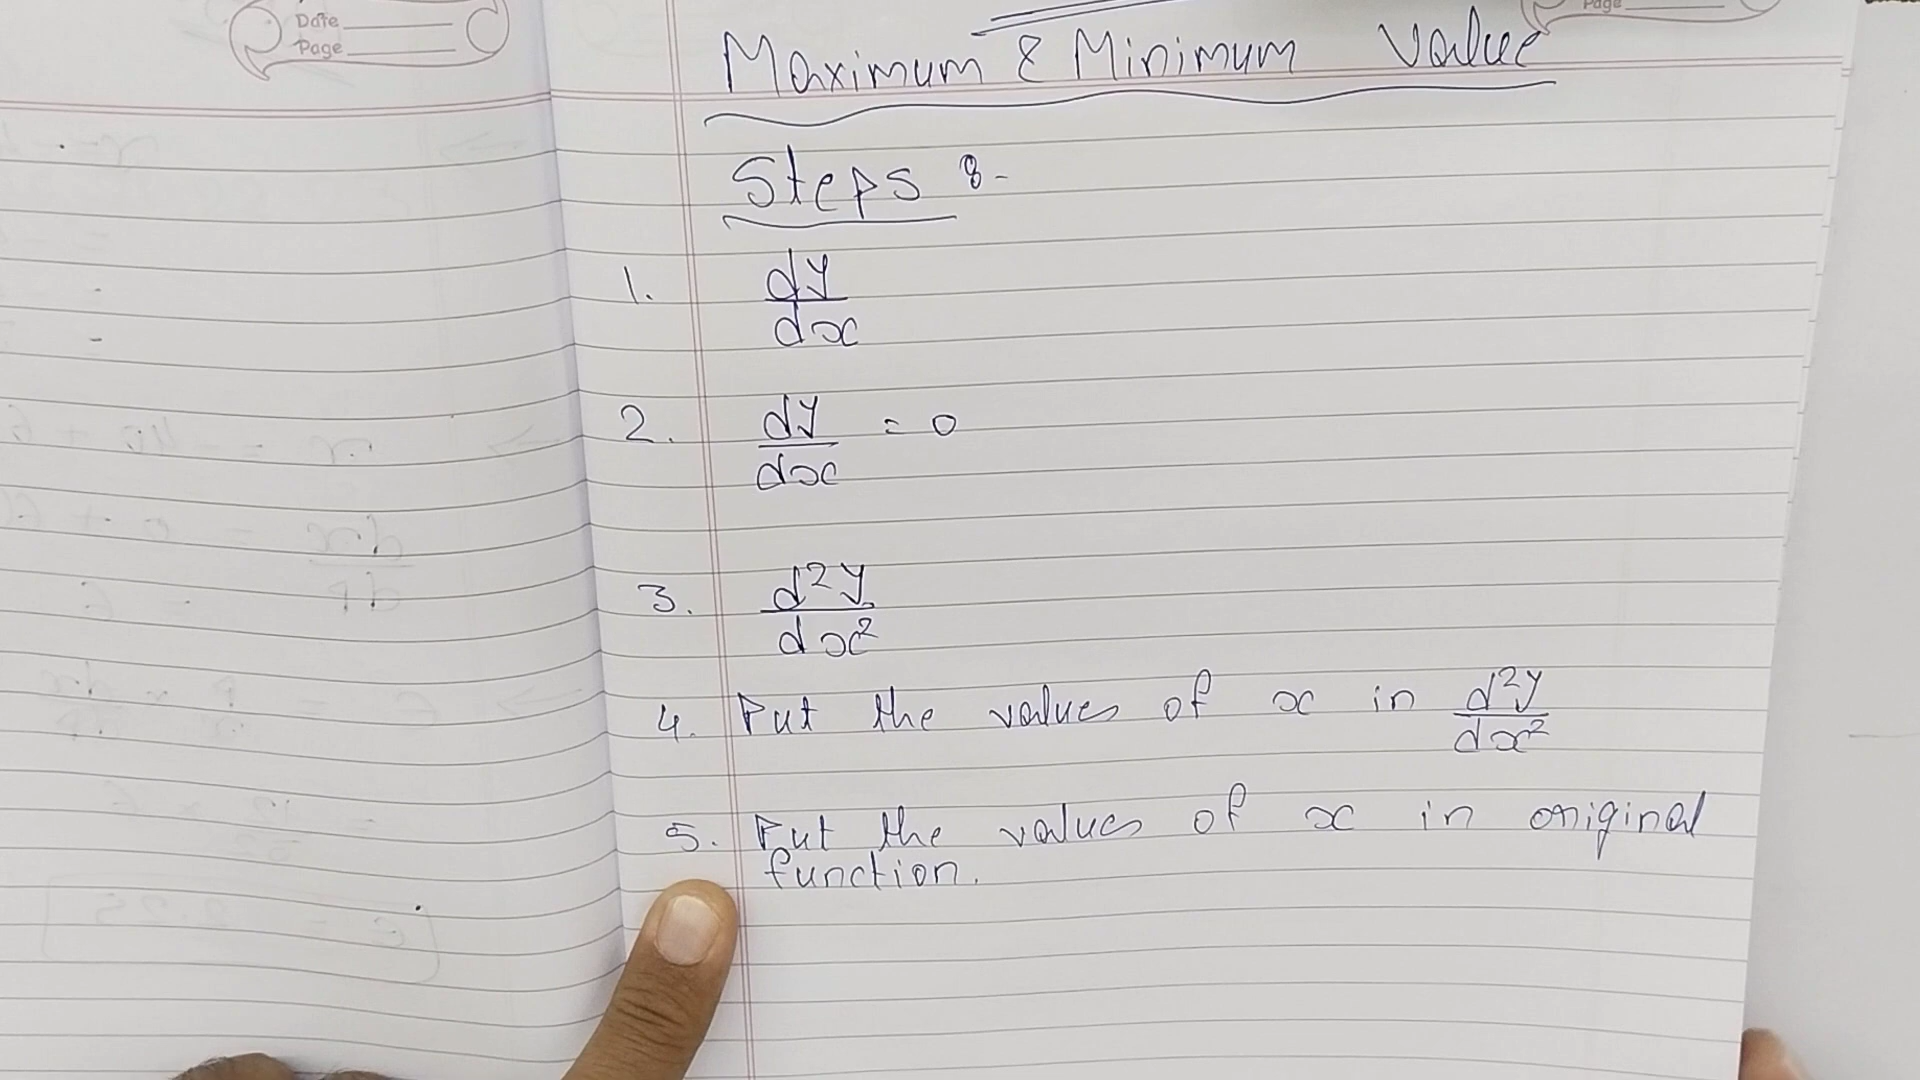 Date
Page
Page
Maximum & Minimum Value
Steps :-
1. dy/dx
2. dy/dx = 0
3. d²y/dx²
4. Put the values of x in d²y/dx²
5. Put the values of x in original
function.